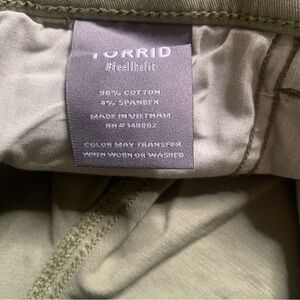 TORRID
#feelthefit
96% COTTON
4% SPANDEX
MADE IN VIETNAM
RN# 148862
COLOR MAY TRANSFER
WHEN WORN OR WASHED